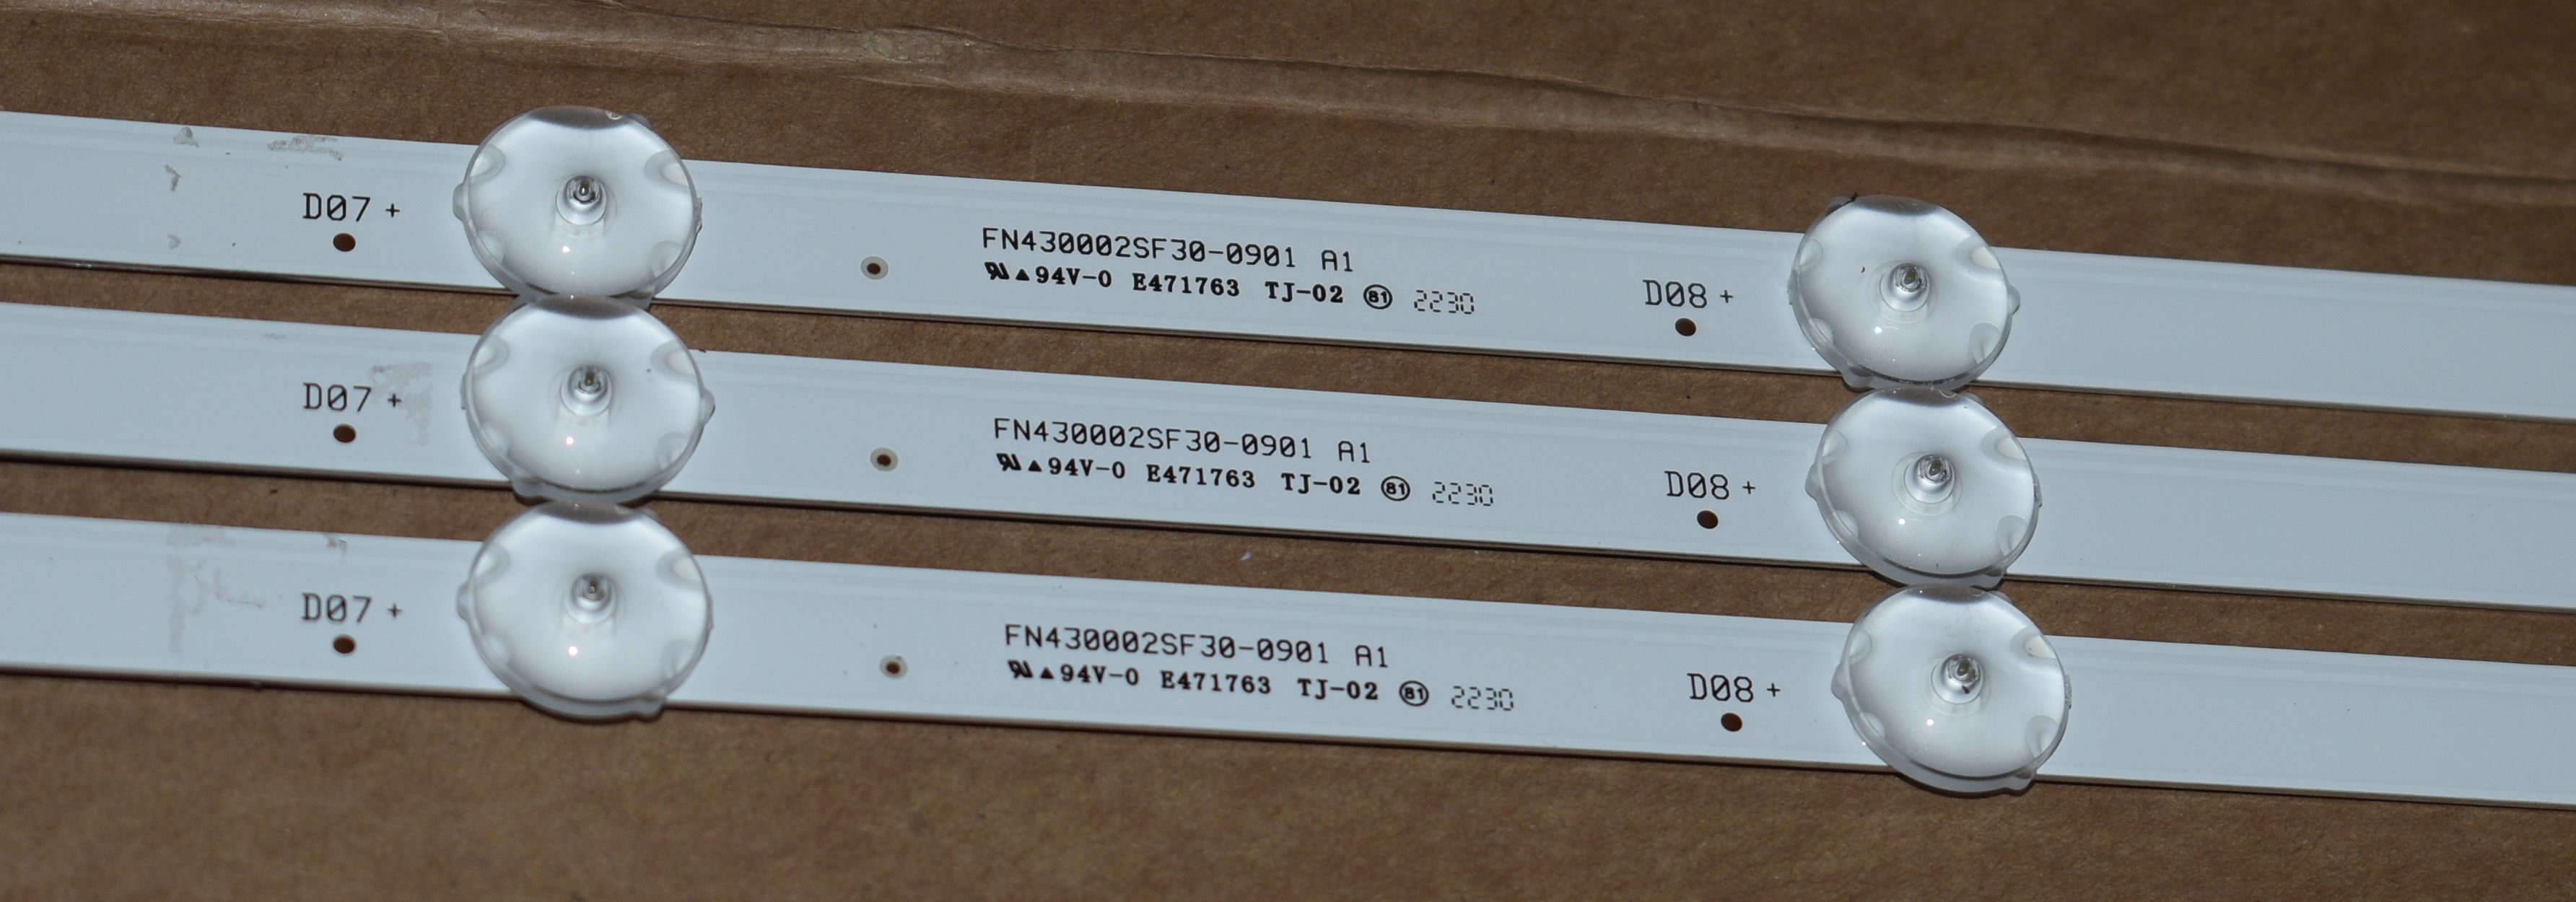 D07 +
FN430002SF30-0901 A1
▲94V-0 E471763 TJ-02 81 2230
D08 +
D07 +
FN430002SF30-0901 A1
▲94V-0 E471763 TJ-02 81 2230
D08 +
D07 +
FN430002SF30-0901 A1
▲94V-0 E471763 TJ-02 81 2230
D08 +